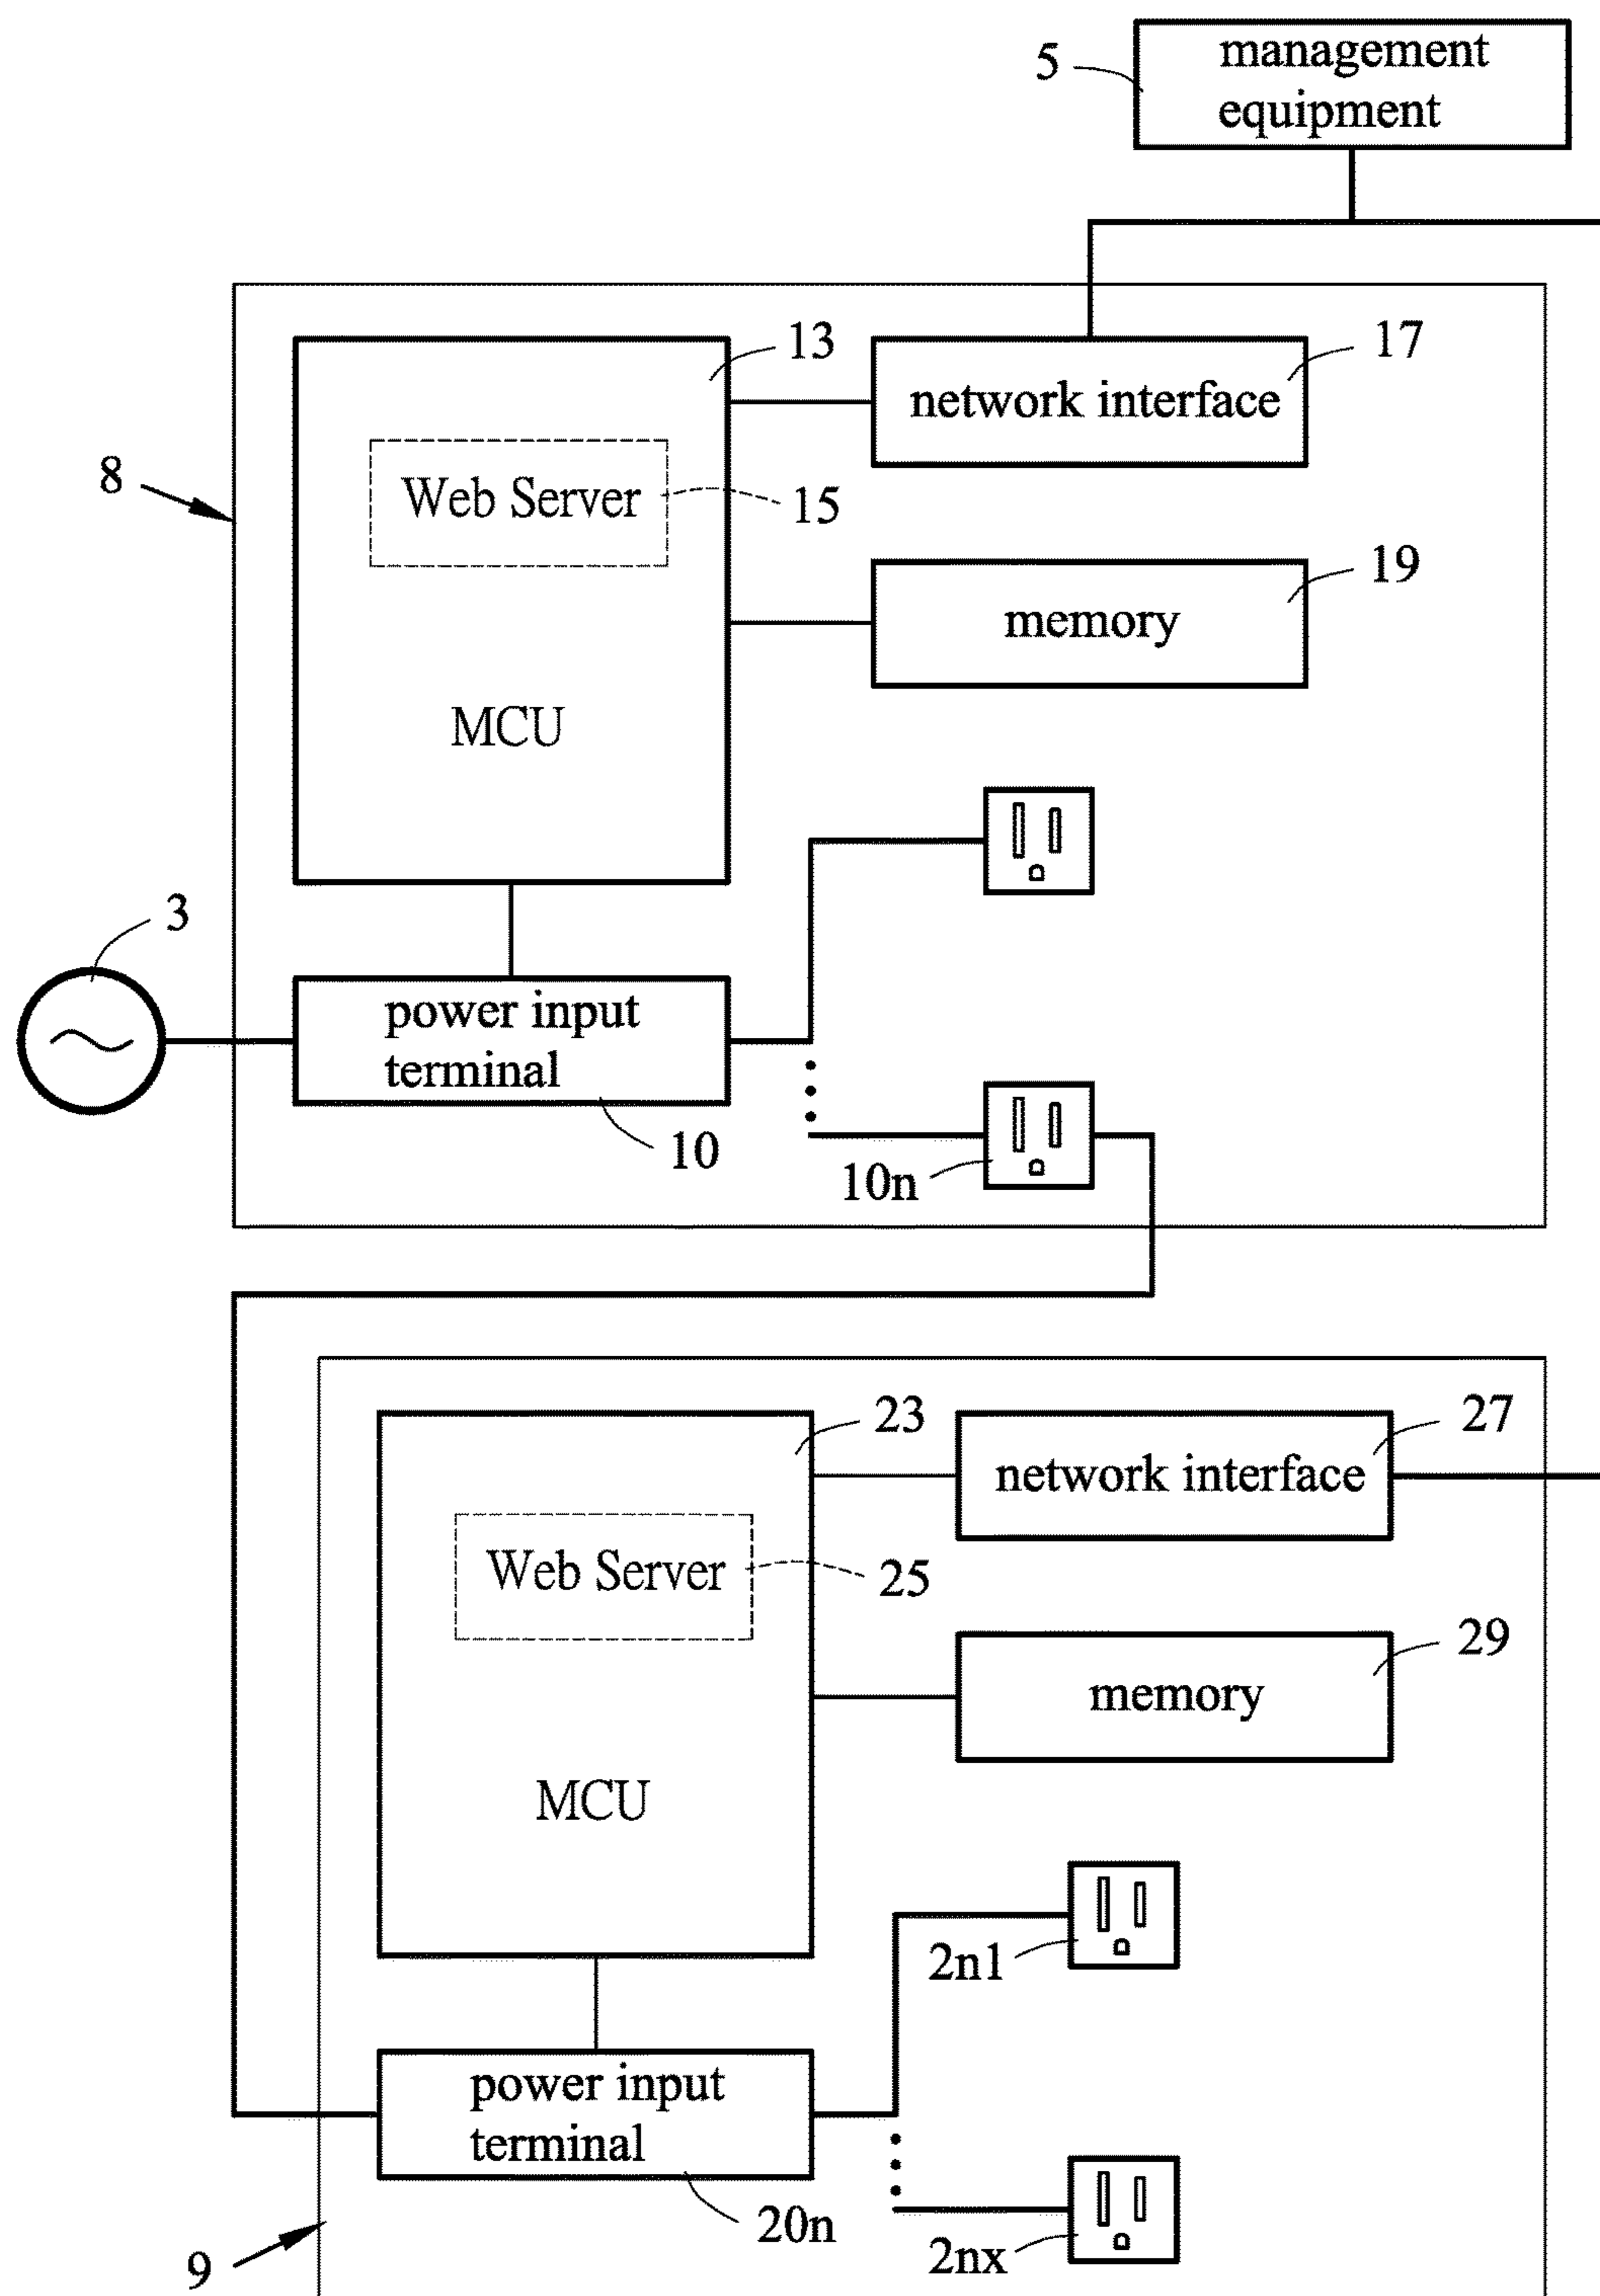 5
management
equipment
13
17
network interface
8
Web Server
15
19
memory
MCU
3
power input
terminal
10
10n
23
27
network interface
Web Server
25
29
memory
MCU
2n1
power input
terminal
20n
2nx
9